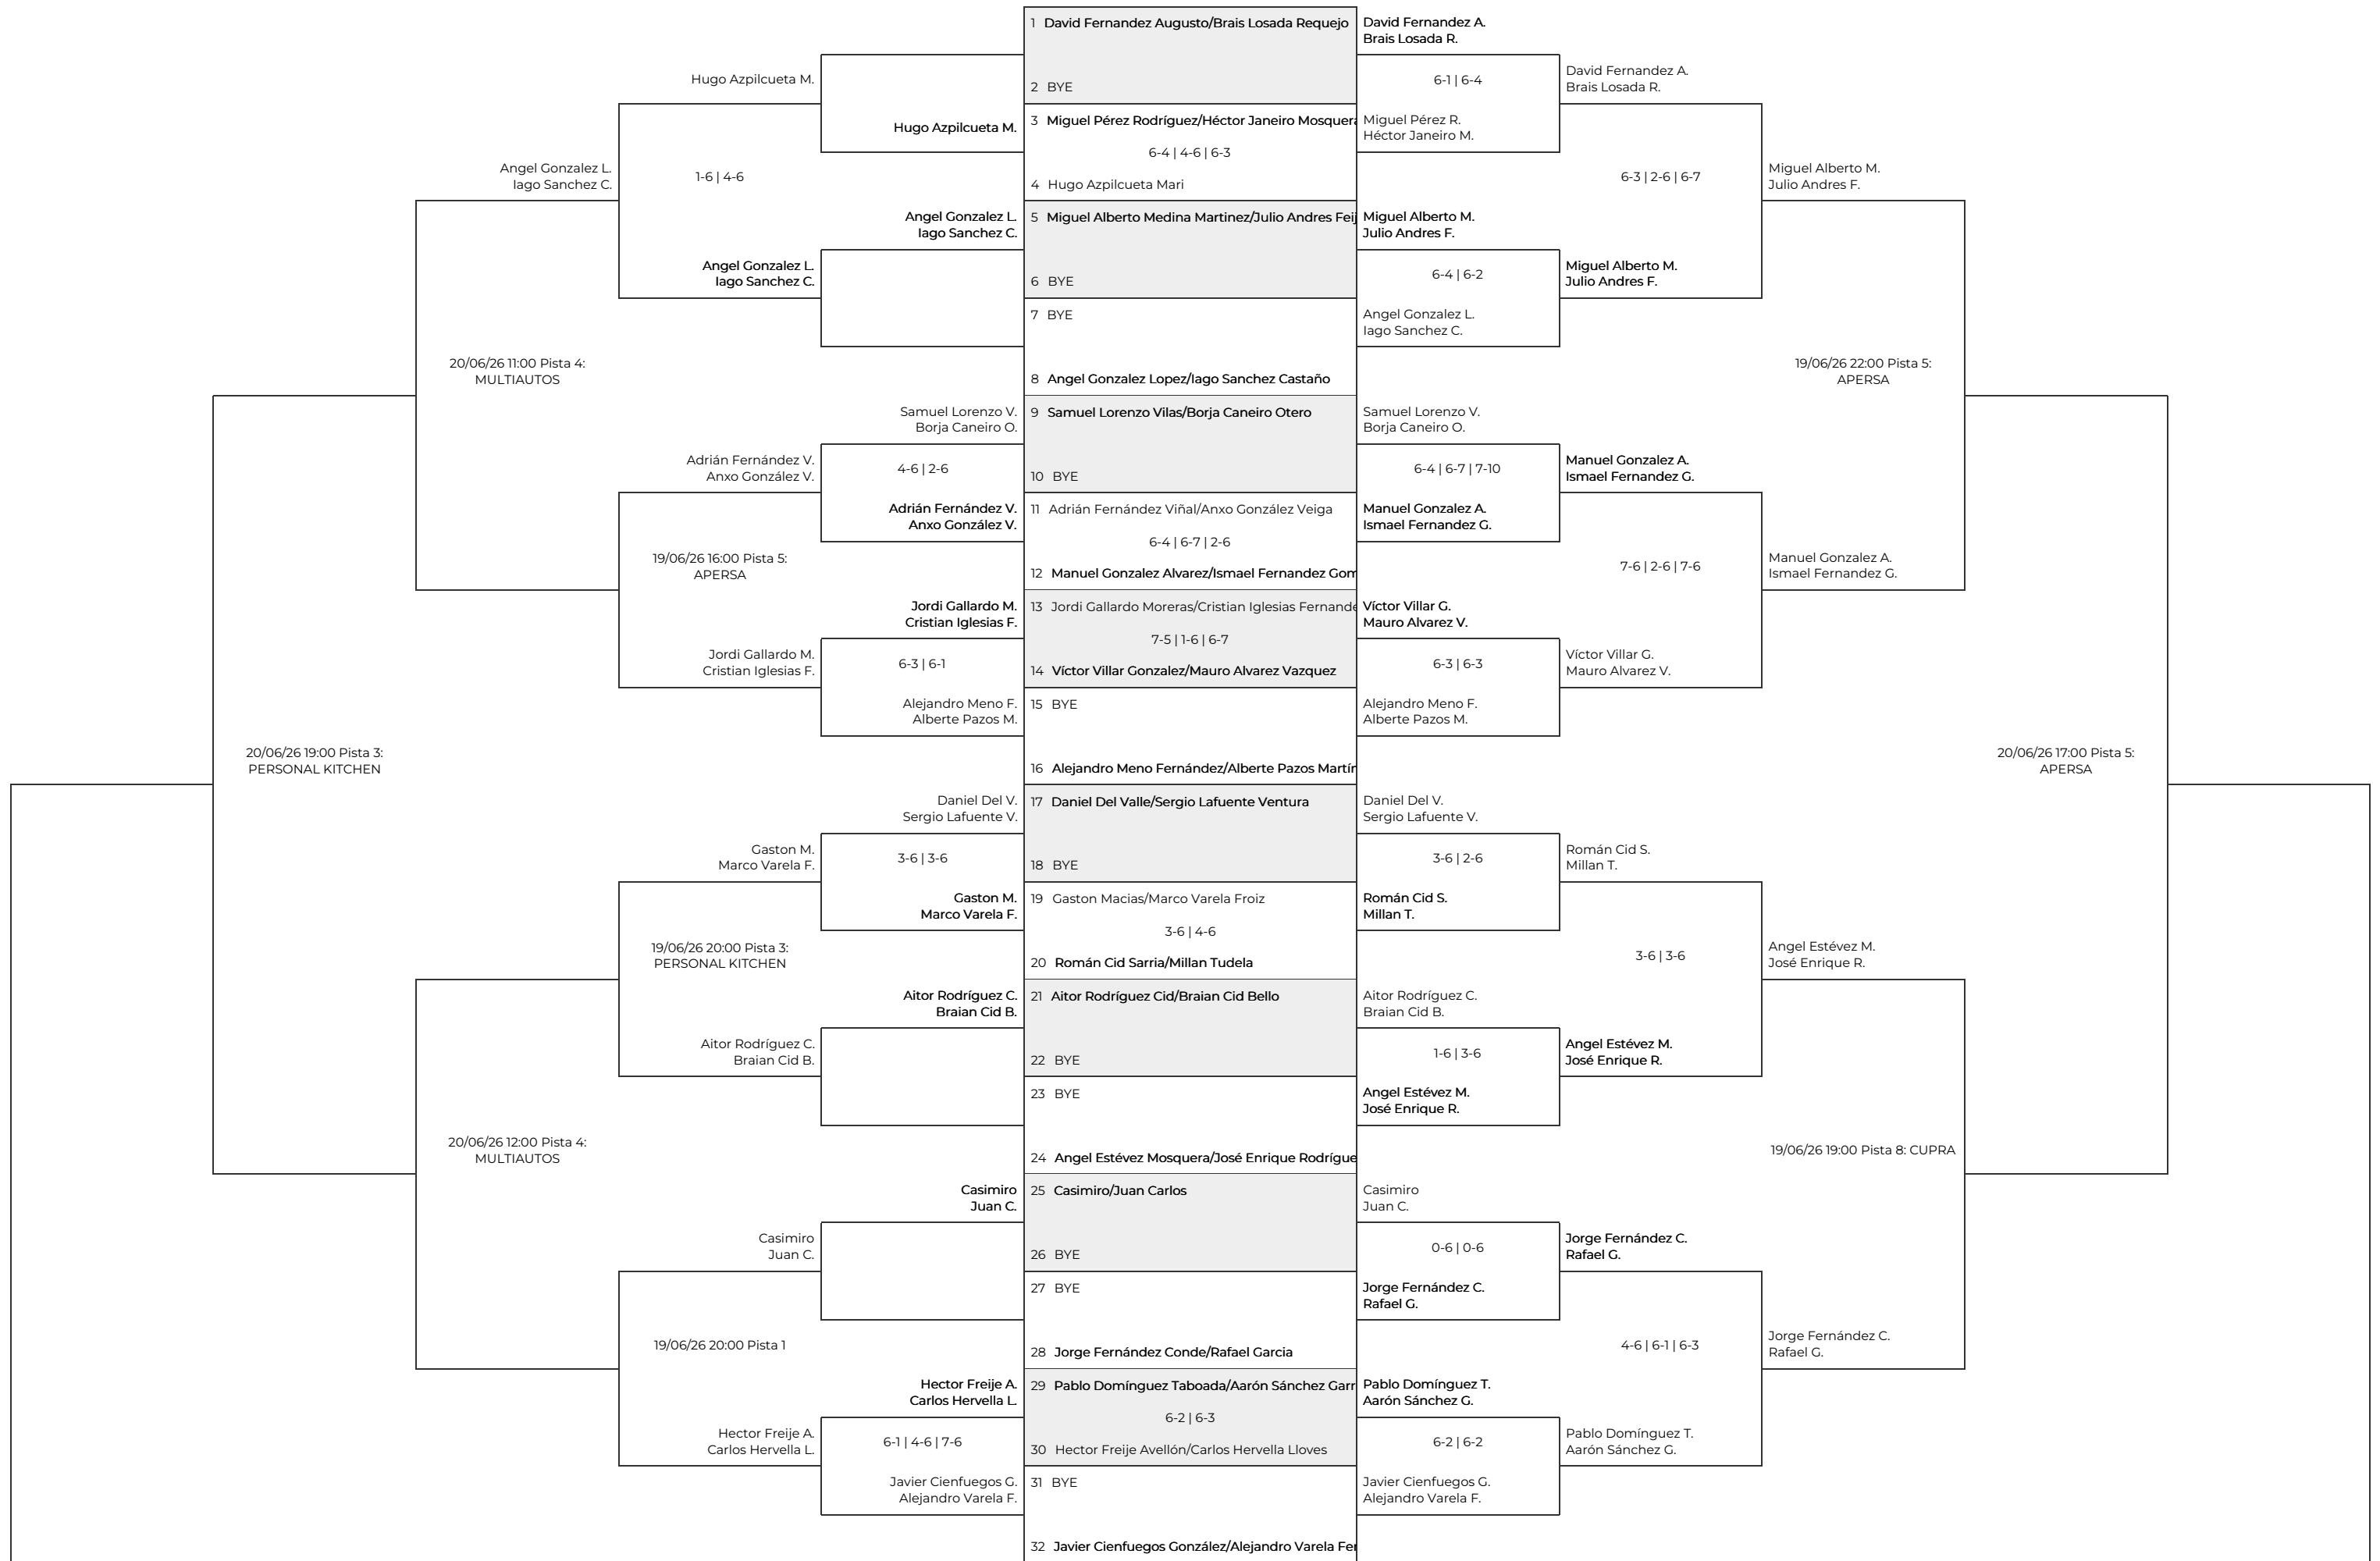 1 David Fernandez Augusto/Brais Losada Requejo
2 BYE
3 Miguel Pérez Rodríguez/Héctor Janeiro Mosquera
6-4 | 4-6 | 6-3
4 Hugo Azpilcueta Mari
5 Miguel Alberto Medina Martinez/Julio Andres Feij
6 BYE
7 BYE
8 Angel Gonzalez Lopez/Iago Sanchez Castaño
9 Samuel Lorenzo Vilas/Borja Caneiro Otero
10 BYE
11 Adrián Fernández Viñal/Anxo González Veiga
6-4 | 6-7 | 2-6
12 Manuel Gonzalez Alvarez/Ismael Fernandez Gom
13 Jordi Gallardo Moreras/Cristian Iglesias Fernande
7-5 | 1-6 | 6-7
14 Víctor Villar Gonzalez/Mauro Alvarez Vazquez
15 BYE
16 Alejandro Meno Fernández/Alberte Pazos Martín
17 Daniel Del Valle/Sergio Lafuente Ventura
18 BYE
19 Gaston Macias/Marco Varela Froiz
3-6 | 4-6
20 Román Cid Sarria/Millan Tudela
21 Aitor Rodríguez Cid/Braian Cid Bello
22 BYE
23 BYE
24 Angel Estévez Mosquera/José Enrique Rodrígue
25 Casimiro/Juan Carlos
26 BYE
27 BYE
28 Jorge Fernández Conde/Rafael Garcia
29 Pablo Domínguez Taboada/Aarón Sánchez Garr
6-2 | 6-3
30 Hector Freije Avellón/Carlos Hervella Lloves
31 BYE
32 Javier Cienfuegos González/Alejandro Varela Fer
Hugo Azpilcueta M.
Angel Gonzalez L.
Iago Sanchez C.
Samuel Lorenzo V.
Borja Caneiro O.
4-6 | 2-6
Adrián Fernández V.
Anxo González V.
Jordi Gallardo M.
Cristian Iglesias F.
6-3 | 6-1
Alejandro Meno F.
Alberte Pazos M.
Daniel Del V.
Sergio Lafuente V.
3-6 | 3-6
Gaston M.
Marco Varela F.
Aitor Rodríguez C.
Braian Cid B.
Casimiro
Juan C.
Hector Freije A.
Carlos Hervella L.
6-1 | 4-6 | 7-6
Javier Cienfuegos G.
Alejandro Varela F.
Hugo Azpilcueta M.
1-6 | 4-6
Angel Gonzalez L.
Iago Sanchez C.
Adrián Fernández V.
Anxo González V.
19/06/26 16:00 Pista 5:
APERSA
Jordi Gallardo M.
Cristian Iglesias F.
Gaston M.
Marco Varela F.
19/06/26 20:00 Pista 3:
PERSONAL KITCHEN
Aitor Rodríguez C.
Braian Cid B.
Casimiro
Juan C.
19/06/26 20:00 Pista 1
Hector Freije A.
Carlos Hervella L.
Angel Gonzalez L.
Iago Sanchez C.
20/06/26 11:00 Pista 4:
MULTIAUTOS
20/06/26 12:00 Pista 4:
MULTIAUTOS
20/06/26 19:00 Pista 3:
PERSONAL KITCHEN
David Fernandez A.
Brais Losada R.
6-1 | 6-4
Miguel Pérez R.
Héctor Janeiro M.
Miguel Alberto M.
Julio Andres F.
6-4 | 6-2
Angel Gonzalez L.
Iago Sanchez C.
Samuel Lorenzo V.
Borja Caneiro O.
6-4 | 6-7 | 7-10
Manuel Gonzalez A.
Ismael Fernandez G.
Víctor Villar G.
Mauro Alvarez V.
6-3 | 6-3
Alejandro Meno F.
Alberte Pazos M.
Daniel Del V.
Sergio Lafuente V.
3-6 | 2-6
Román Cid S.
Millan T.
Aitor Rodríguez C.
Braian Cid B.
1-6 | 3-6
Angel Estévez M.
José Enrique R.
Casimiro
Juan C.
0-6 | 0-6
Jorge Fernández C.
Rafael G.
Pablo Domínguez T.
Aarón Sánchez G.
6-2 | 6-2
Javier Cienfuegos G.
Alejandro Varela F.
David Fernandez A.
Brais Losada R.
6-3 | 2-6 | 6-7
Miguel Alberto M.
Julio Andres F.
Manuel Gonzalez A.
Ismael Fernandez G.
7-6 | 2-6 | 7-6
Víctor Villar G.
Mauro Alvarez V.
Román Cid S.
Millan T.
3-6 | 3-6
Angel Estévez M.
José Enrique R.
Jorge Fernández C.
Rafael G.
4-6 | 6-1 | 6-3
Pablo Domínguez T.
Aarón Sánchez G.
Miguel Alberto M.
Julio Andres F.
19/06/26 22:00 Pista 5:
APERSA
Manuel Gonzalez A.
Ismael Fernandez G.
Angel Estévez M.
José Enrique R.
19/06/26 19:00 Pista 8: CUPRA
Jorge Fernández C.
Rafael G.
20/06/26 17:00 Pista 5:
APERSA